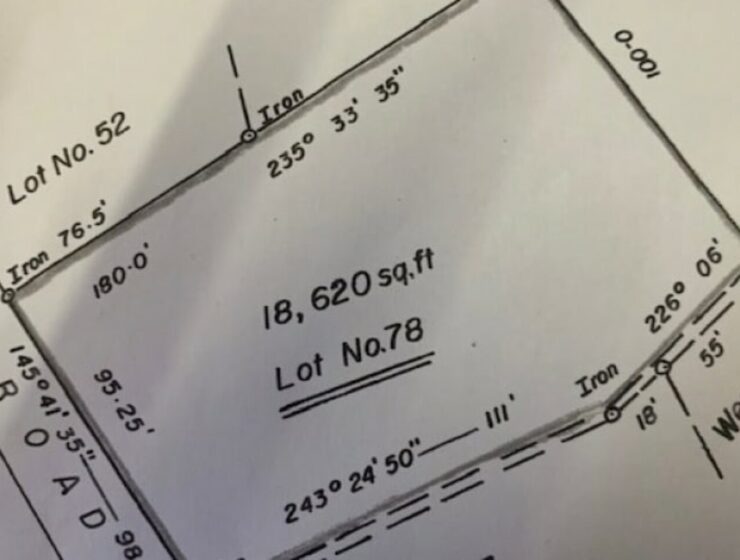 100-0
Iron
235° 33' 35"
Lot No. 52
Iron 76.5'
180.0'
18, 620 sq.ft
Lot No.78
226° 06'
55'
Iron
18'
111'
243° 24' 50"
95.25'
145° 41' 35" 98
ROAD